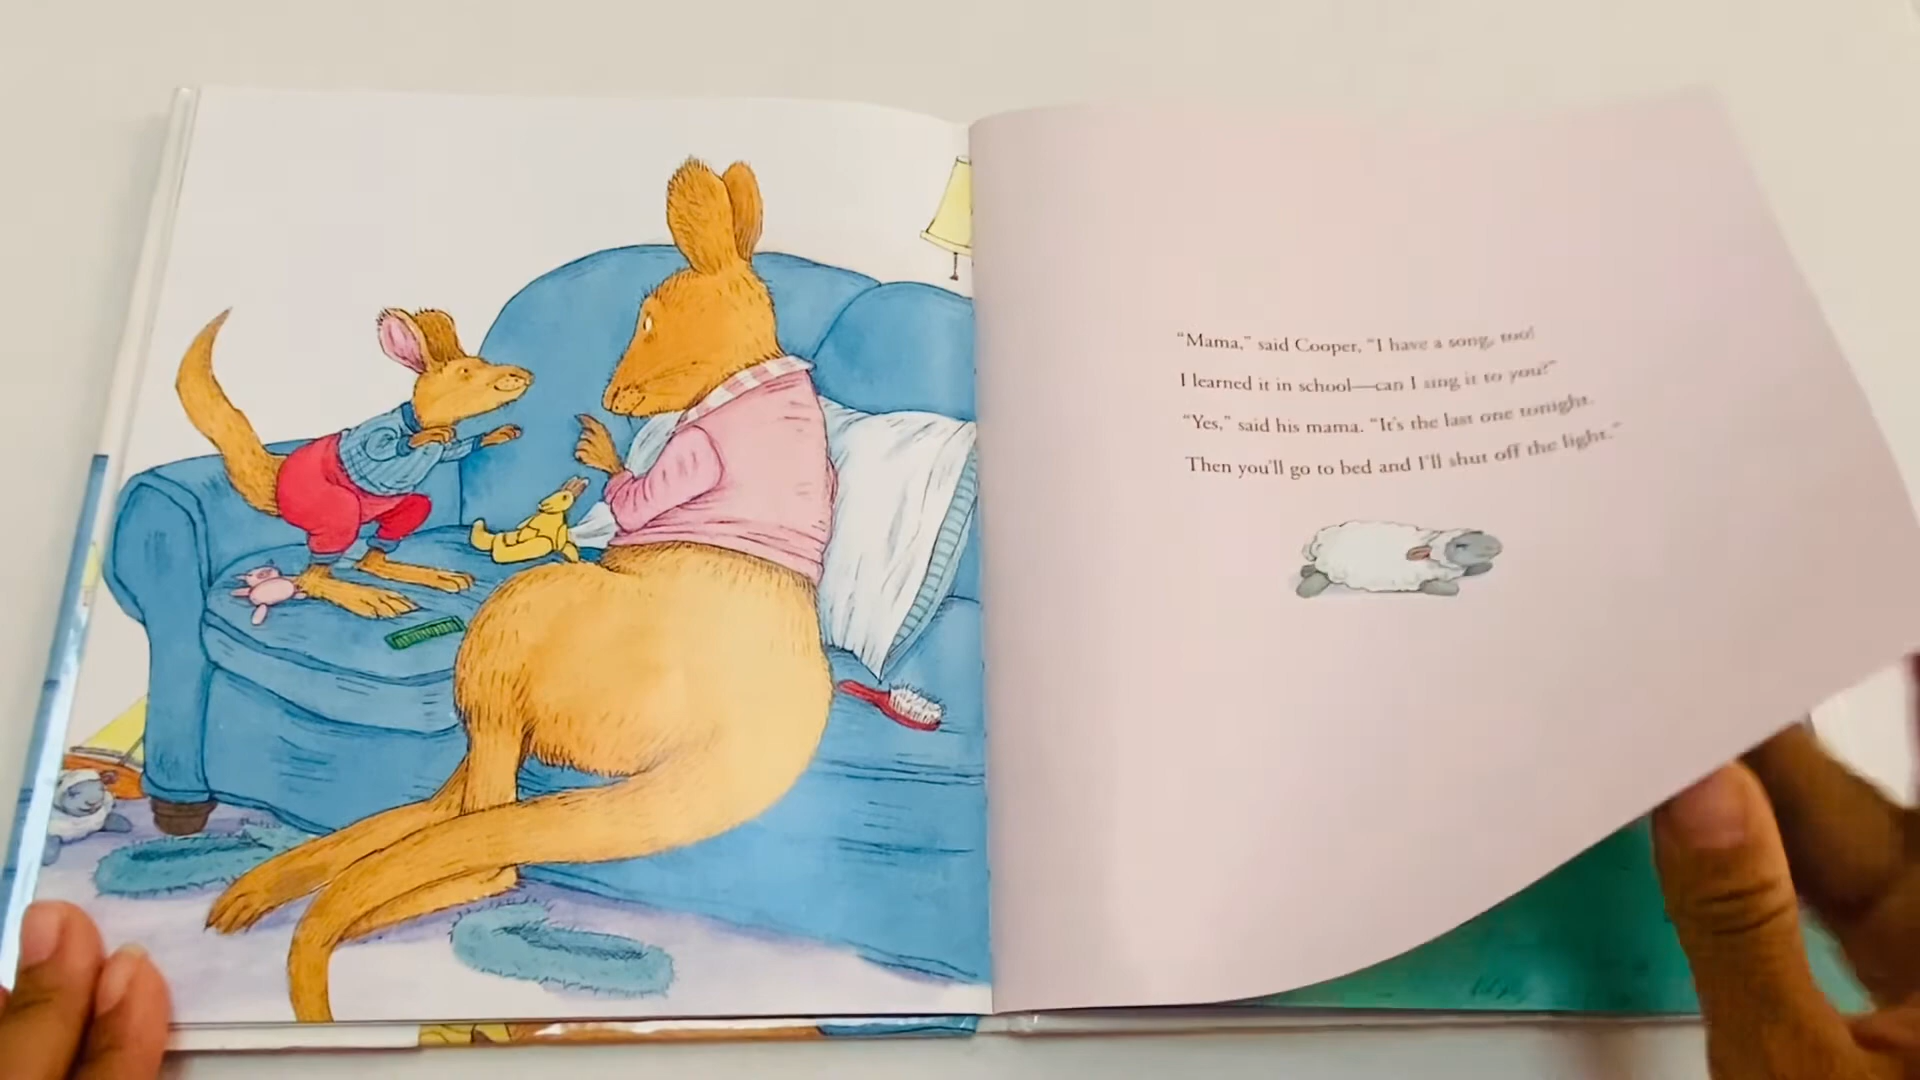 “Mama,” said Cooper, “I have a song, too!
I learned it in school—can I sing it to you?”
“Yes,” said his mama. “It’s the last one tonight.
Then you’ll go to bed and I’ll shut off the light.”